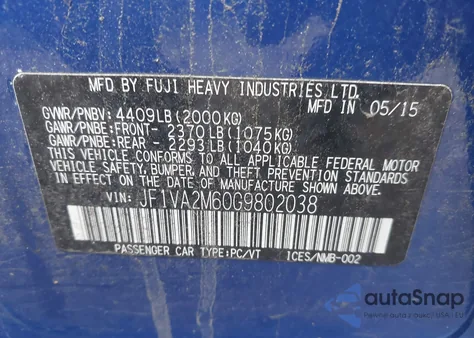 MFD BY FUJI HEAVY INDUSTRIES LTD.
MFD IN 05/15
GVWR/PNBV: 4409LB(2000KG)
GAWR/PNBE: FRONT- 2370LB(1075KG)
GAWR/PNBE: REAR - 2293LB(1040KG)
THIS VEHICLE CONFORMS TO ALL APPLICABLE FEDERAL MOTOR
VEHICLE SAFETY, BUMPER, AND THEFT PREVENTION STANDARDS
IN EFFECT ON THE DATE OF MANUFACTURE SHOWN ABOVE.
VIN: JF1VA2M60G9802038
PASSENGER CAR TYPE:PC/VT ICES/NMB-002
autoSnap